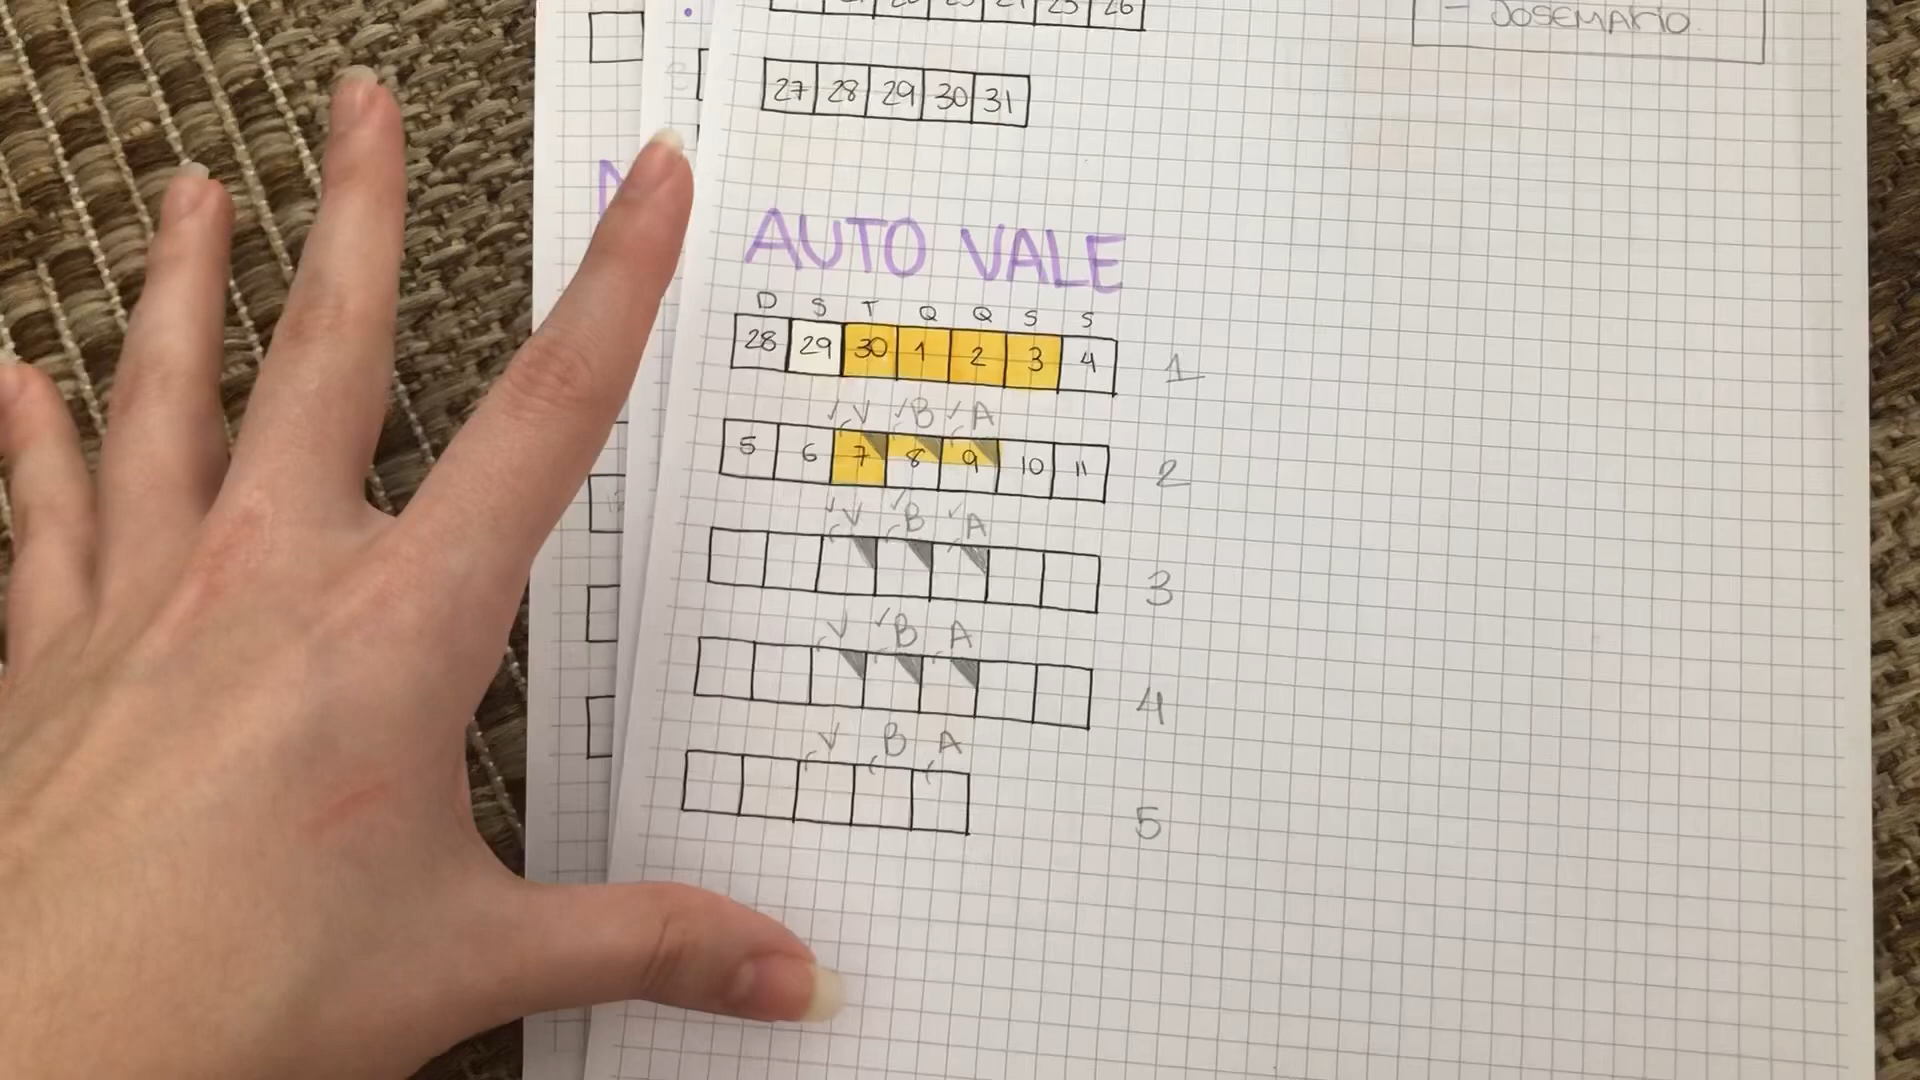 26
- JOSEMARIO.
27 28 29 30 31
AUTO VALE
D S T Q Q S S
28 29 30 1 2 3 4 1
✓ V ✓ B ✓ A
5 6 7 8 9 10 11 2
✓ V ✓ B ✓ A
3
V ✓ B A
4
V B A
5